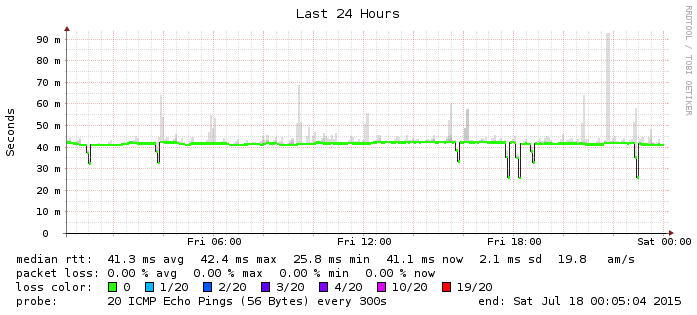 Last 24 Hours
RRDTOOL / TOBI OETIKER
Seconds
90 m
80 m
70 m
60 m
50 m
40 m
30 m
20 m
10 m
0
Fri 06:00 Fri 12:00 Fri 18:00 Sat 00:00
median rtt: 41.3 ms avg 42.4 ms max 25.8 ms min 41.1 ms now 2.1 ms sd 19.8 am/s
packet loss: 0.00 % avg 0.00 % max 0.00 % min 0.00 % now
loss color: 0 1/20 2/20 3/20 4/20 10/20 19/20
probe: 20 ICMP Echo Pings (56 Bytes) every 300s end: Sat Jul 18 00:05:04 2015